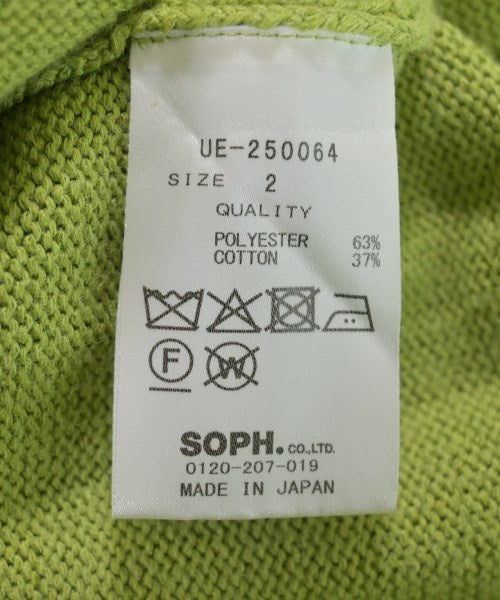 UE-250064
SIZE 2
QUALITY
POLYESTER 63%
COTTON 37%
F W
SOPH. CO.,LTD.
0120-207-019
MADE IN JAPAN